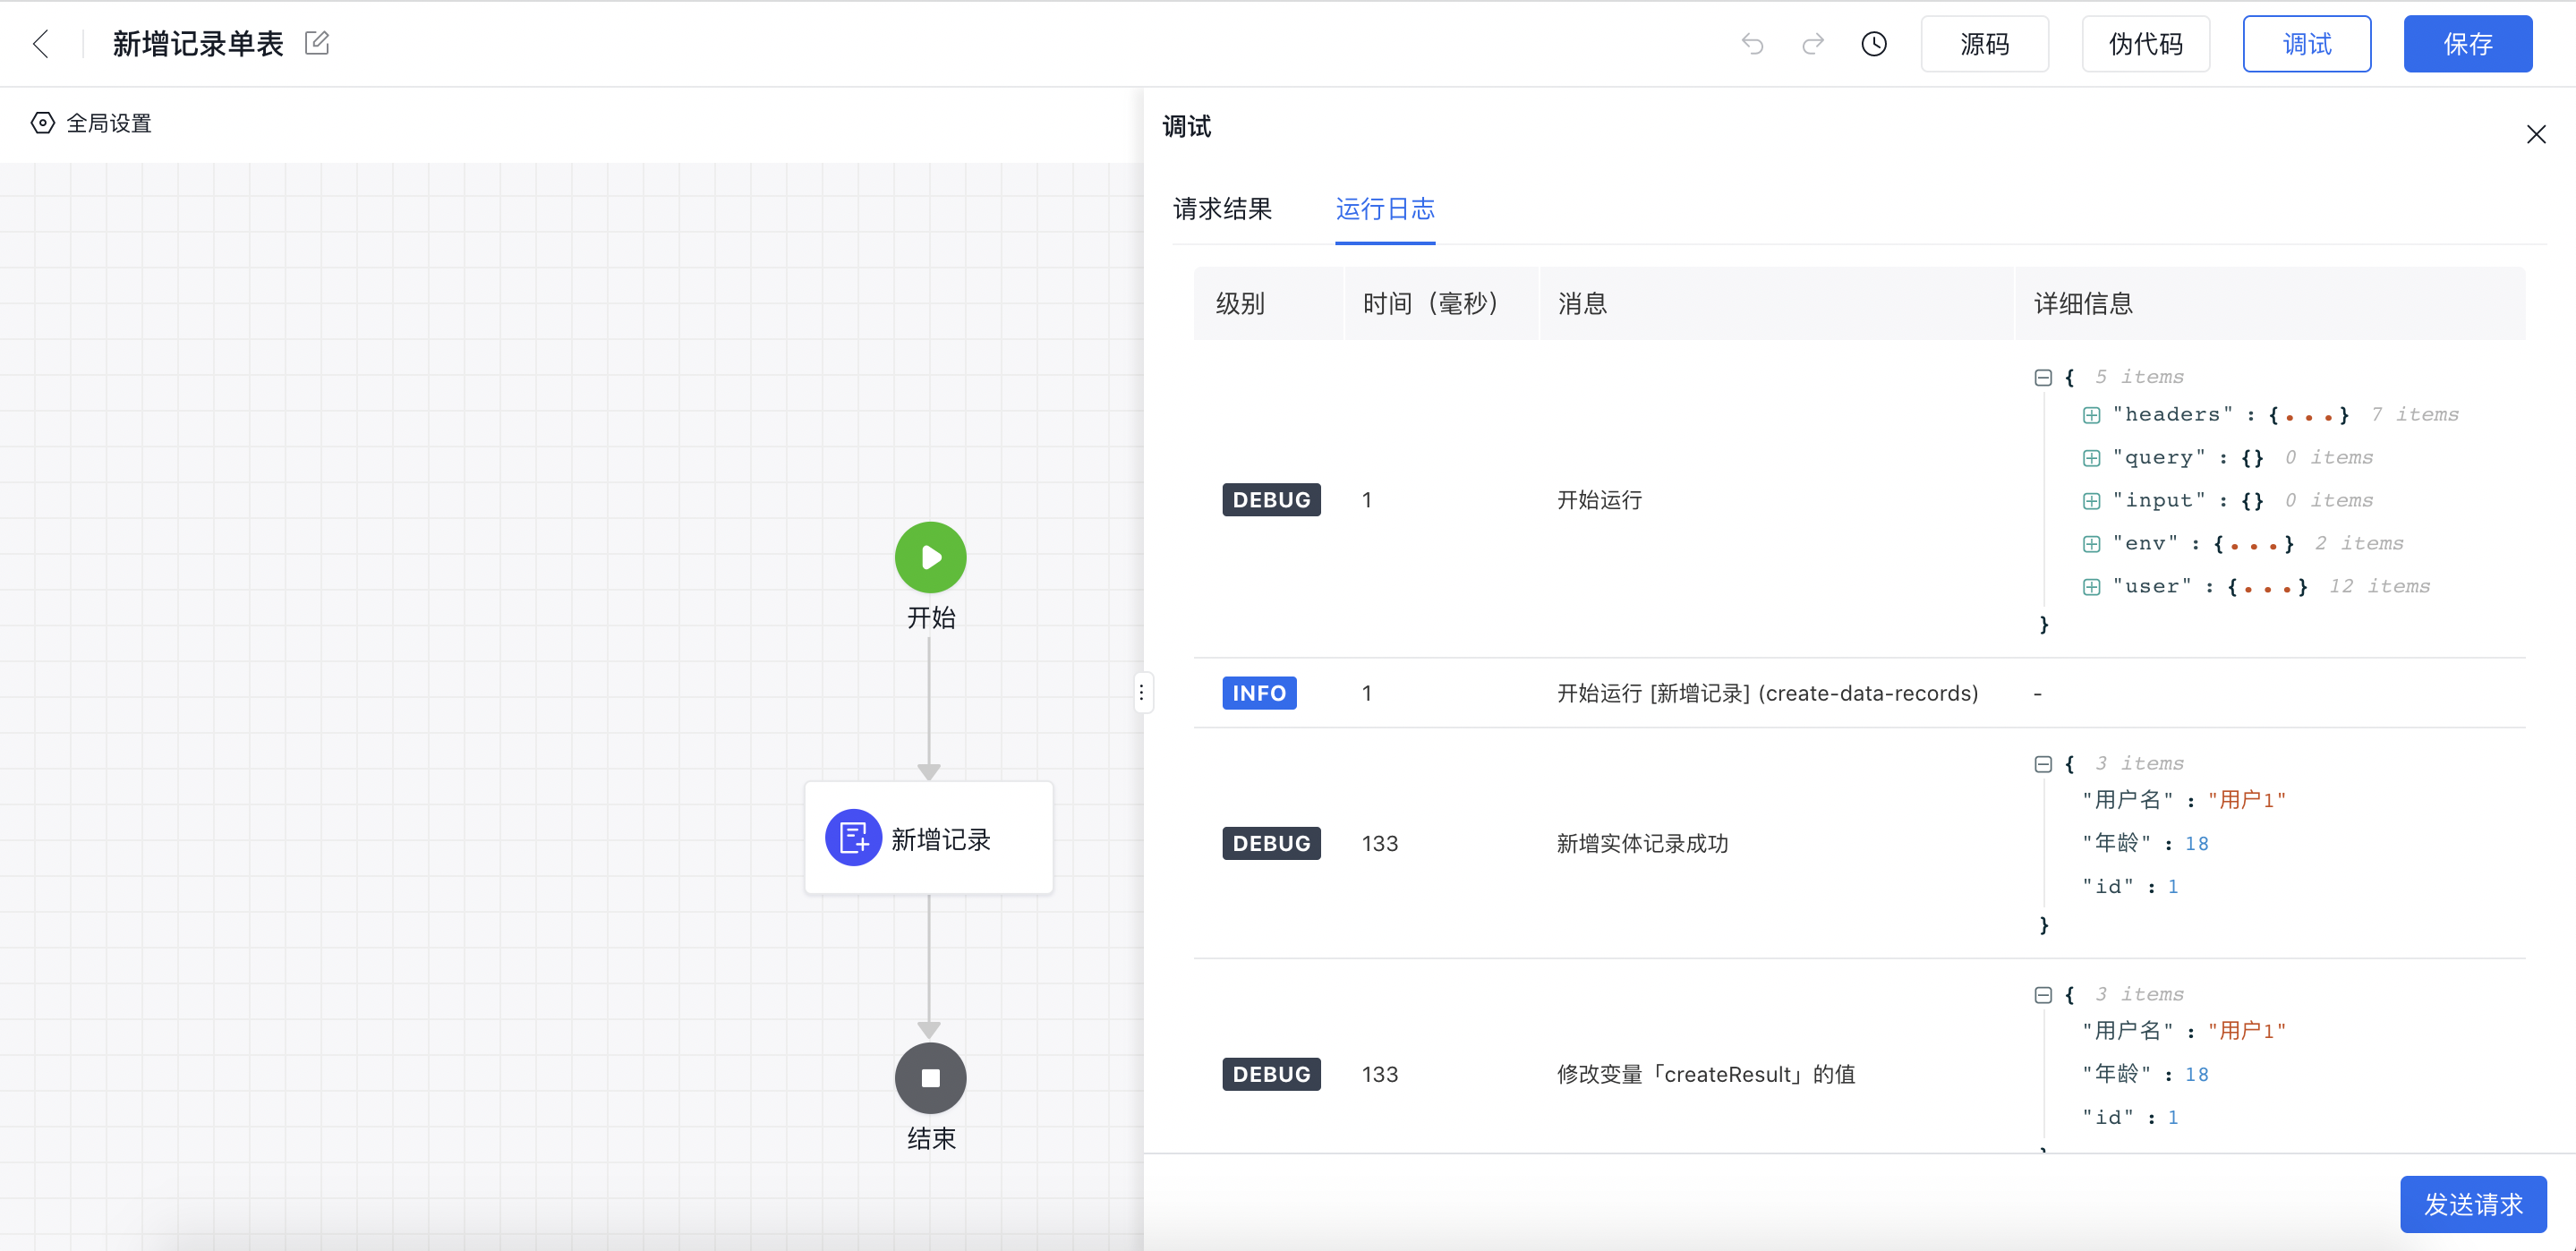 新增记录单表
源码
伪代码
调试
保存
全局设置
开始
新增记录
结束
调试
请求结果
运行日志
级别
时间（毫秒）
消息
详细信息
DEBUG
1
开始运行
{ 5 items
"headers" : {...} 7 items
"query" : {} 0 items
"input" : {} 0 items
"env" : {...} 2 items
"user" : {...} 12 items
}
INFO
1
开始运行 [新增记录] (create-data-records)
-
DEBUG
133
新增实体记录成功
{ 3 items
"用户名" : "用户1"
"年龄" : 18
"id" : 1
}
DEBUG
133
修改变量「createResult」的值
{ 3 items
"用户名" : "用户1"
"年龄" : 18
"id" : 1
发送请求